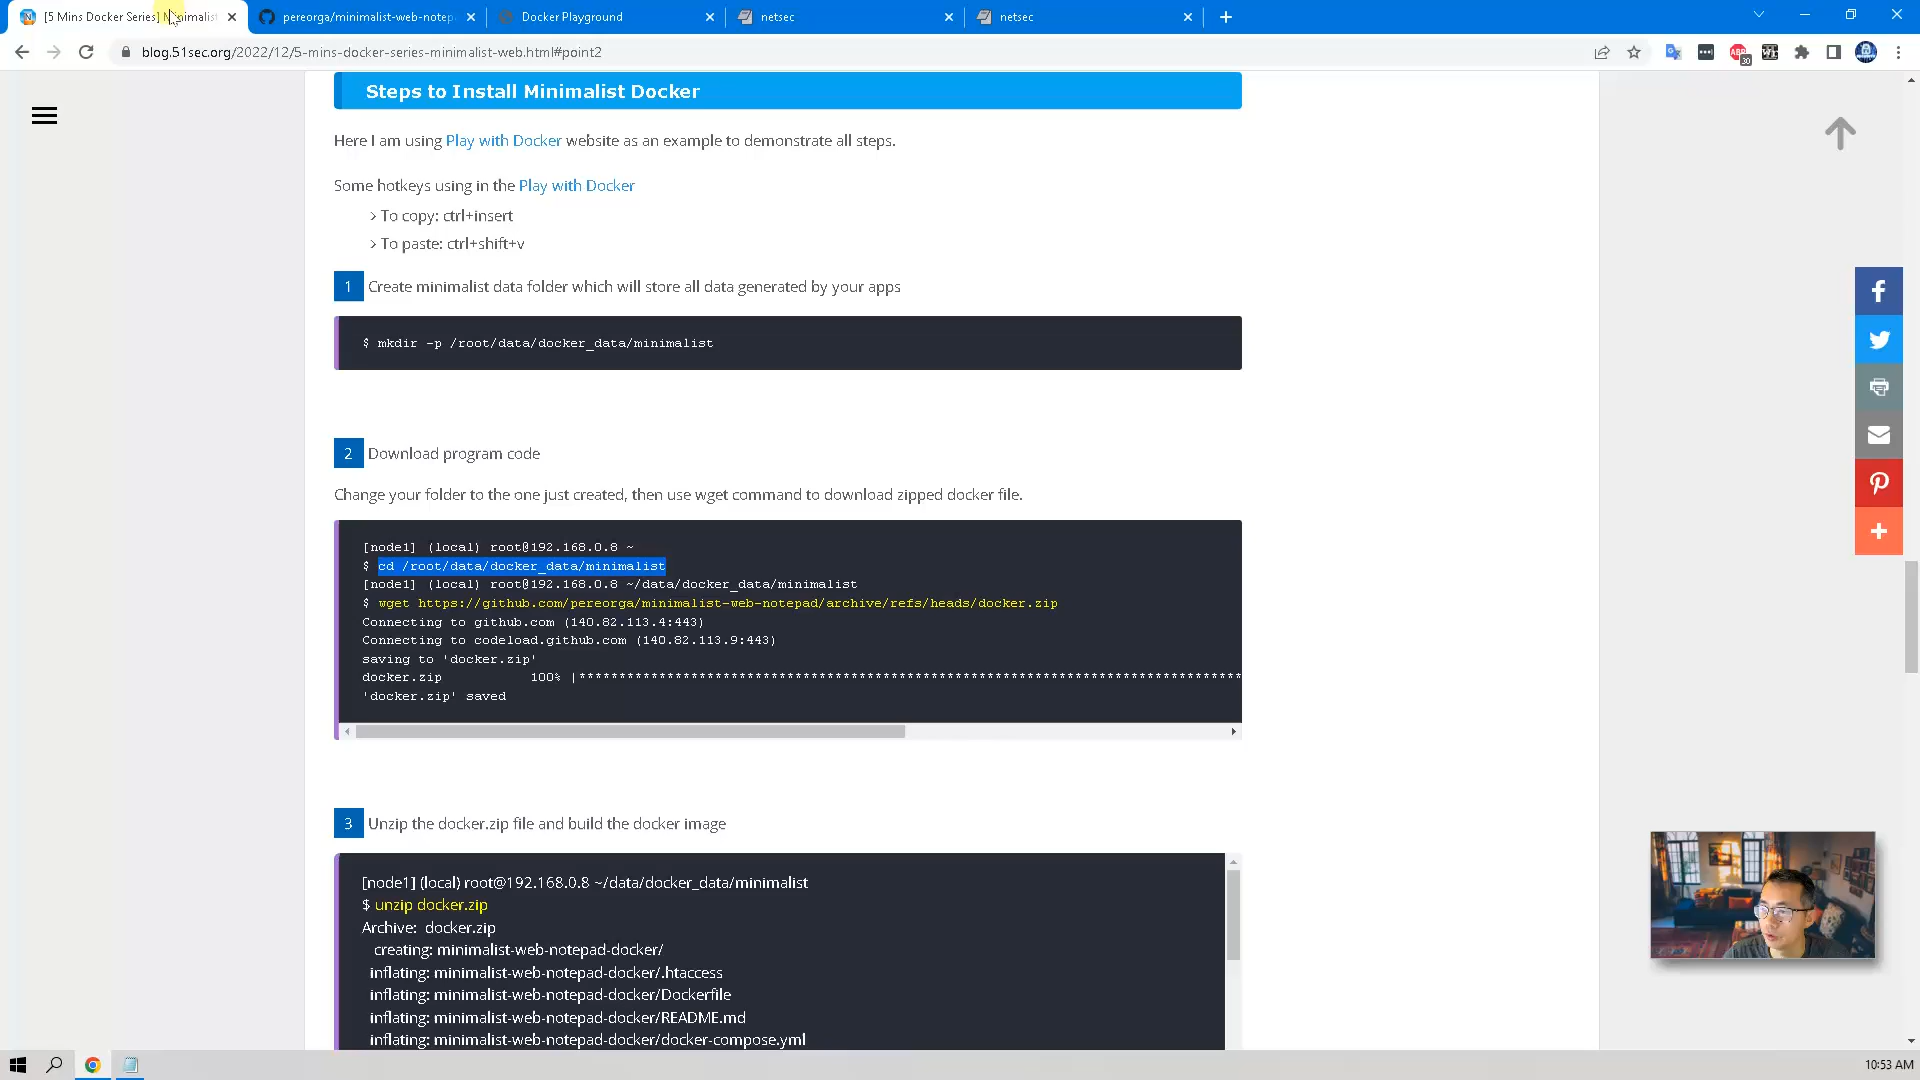 [5 Mins Docker Series] Minimalist
pereorga/minimalist-web-notep
Docker Playground
netsec
netsec
blog.51sec.org/2022/12/5-mins-docker-series-minimalist-web.html#point2
30
Steps to Install Minimalist Docker
Here I am using Play with Docker website as an example to demonstrate all steps.
Some hotkeys using in the Play with Docker
> To copy: ctrl+insert
> To paste: ctrl+shift+v
1 Create minimalist data folder which will store all data generated by your apps
$ mkdir -p /root/data/docker_data/minimalist
2 Download program code
Change your folder to the one just created, then use wget command to download zipped docker file.
[node1] (local) root@192.168.0.8 ~
$ cd /root/data/docker_data/minimalist
[node1] (local) root@192.168.0.8 ~/data/docker_data/minimalist
$ wget https://github.com/pereorga/minimalist-web-notepad/archive/refs/heads/docker.zip
Connecting to github.com (140.82.113.4:443)
Connecting to codeload.github.com (140.82.113.9:443)
saving to 'docker.zip'
docker.zip 100% |***********************************************************************************
'docker.zip' saved
3 Unzip the docker.zip file and build the docker image
[node1] (local) root@192.168.0.8 ~/data/docker_data/minimalist
$ unzip docker.zip
Archive: docker.zip
creating: minimalist-web-notepad-docker/
inflating: minimalist-web-notepad-docker/.htaccess
inflating: minimalist-web-notepad-docker/Dockerfile
inflating: minimalist-web-notepad-docker/README.md
inflating: minimalist-web-notepad-docker/docker-compose.yml
10:53 AM